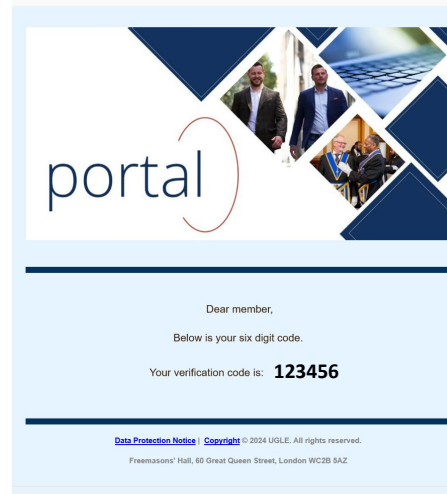 portal
Dear member,
Below is your six digit code.
Your verification code is: 123456
Data Protection Notice | Copyright © 2024 UGLE. All rights reserved.
Freemasons' Hall, 60 Great Queen Street, London WC2B 5AZ